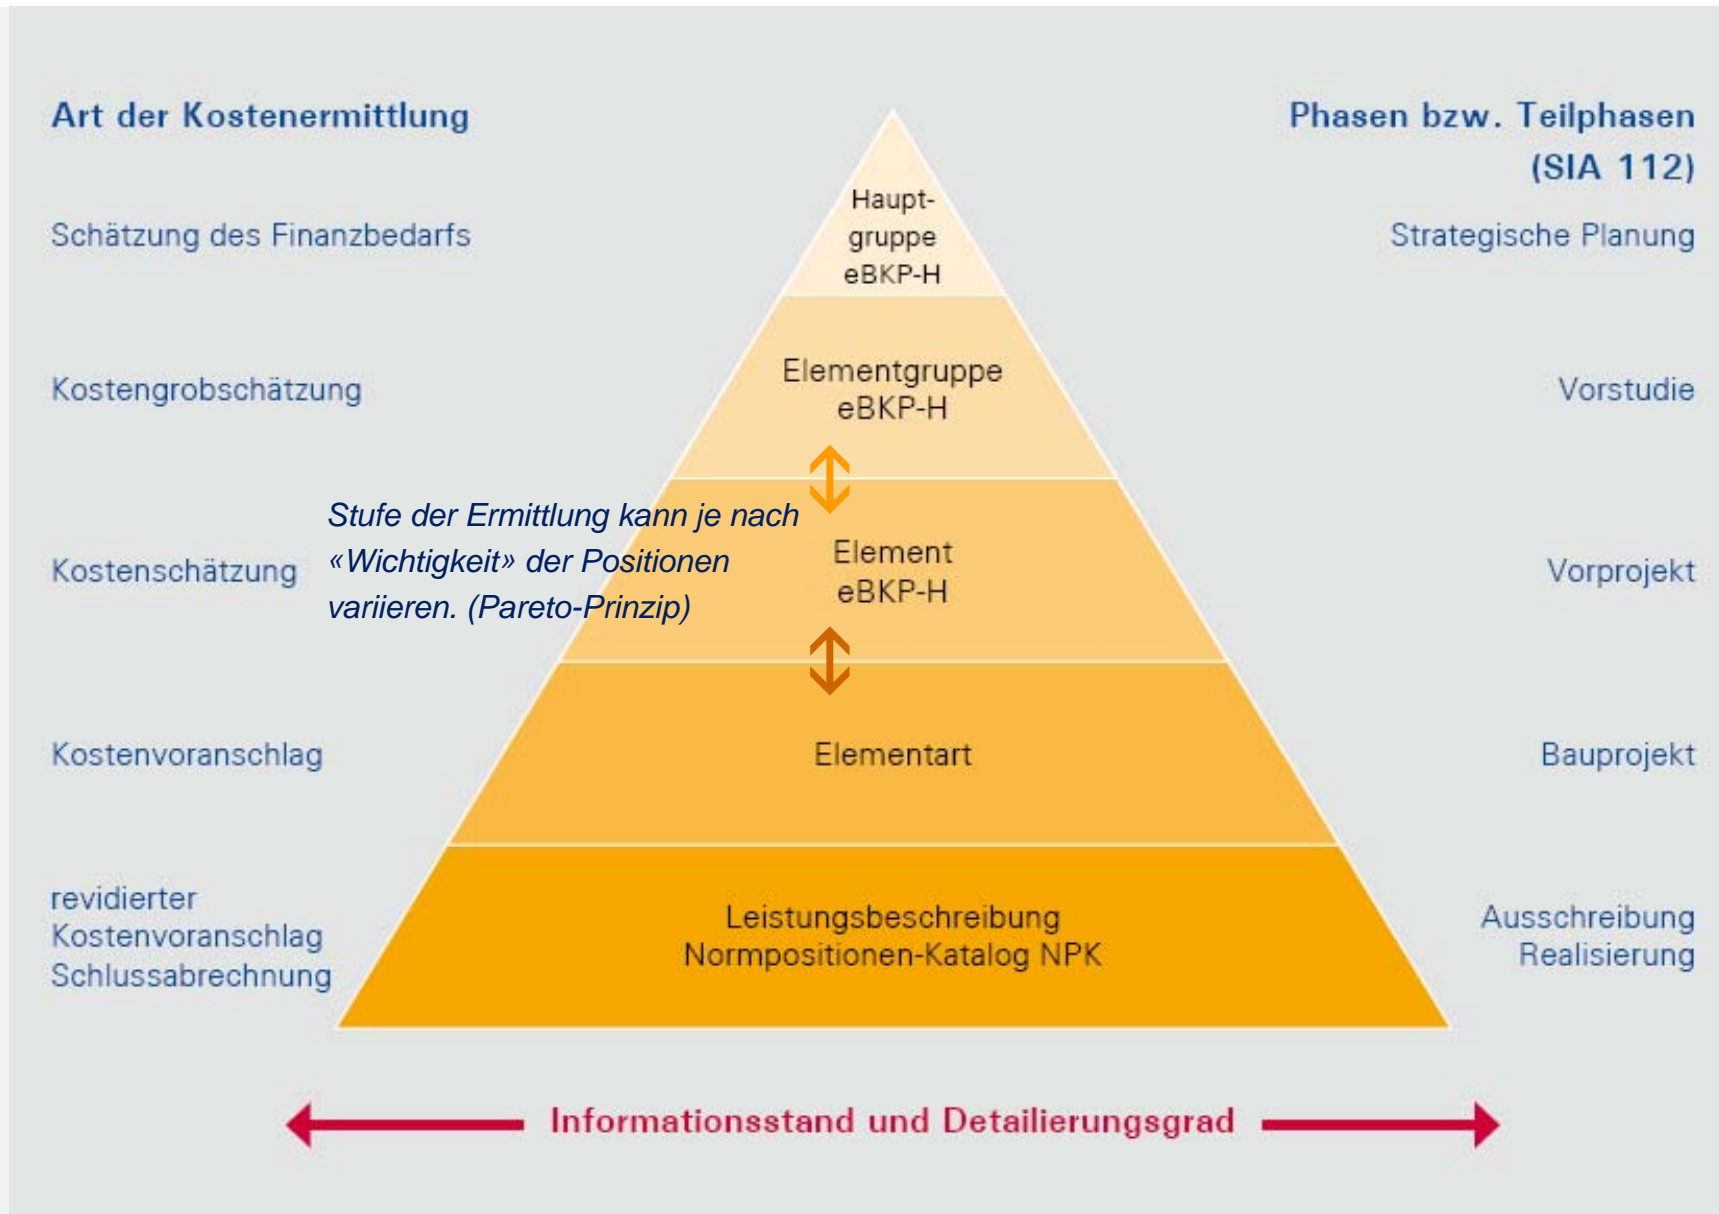 Art der Kostenermittlung
Phasen bzw. Teilphasen
(SIA 112)
Schätzung des Finanzbedarfs
Haupt-
gruppe
eBKP-H
Strategische Planung
Kostengrobschätzung
Elementgruppe
eBKP-H
Vorstudie
Stufe der Ermittlung kann je nach
«Wichtigkeit» der Positionen
variieren. (Pareto-Prinzip)
Kostenschätzung
Element
eBKP-H
Vorprojekt
Kostenvoranschlag
Elementart
Bauprojekt
revidierter
Kostenvoranschlag
Schlussabrechnung
Leistungsbeschreibung
Normpositionen-Katalog NPK
Ausschreibung
Realisierung
Informationsstand und Detailierungsgrad